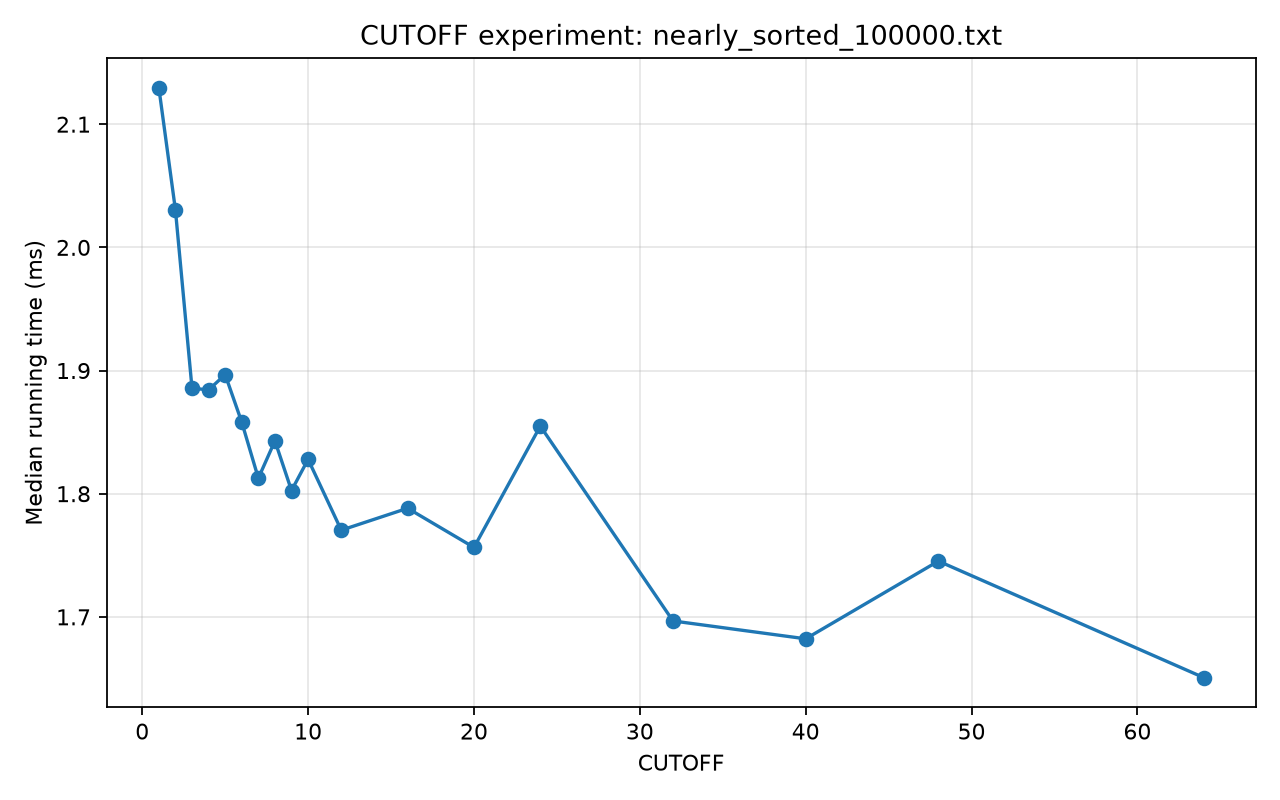 CUTOFF experiment: nearly_sorted_100000.txt
Median running time (ms)
2.1
2.0
1.9
1.8
1.7
0 10 20 30 40 50 60
CUTOFF